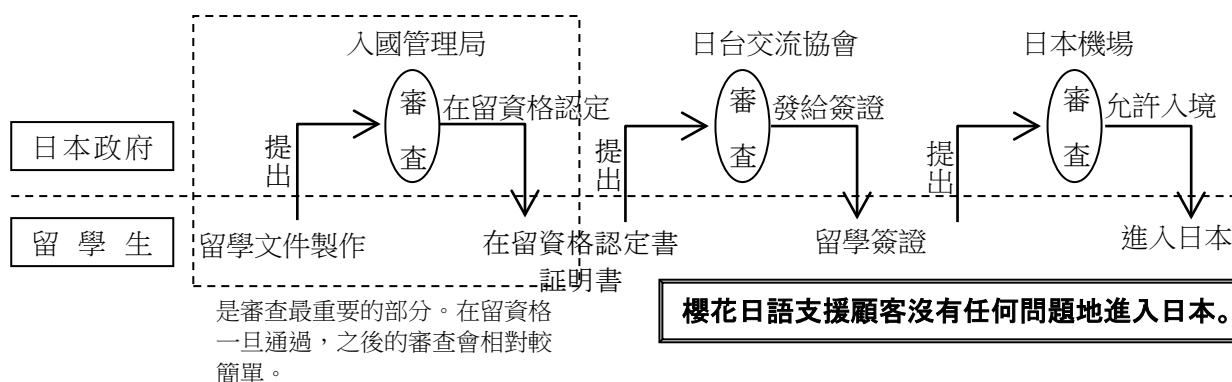 入國管理局
日台交流協會
日本機場
審查
在留資格認定
審查
發給簽證
審查
允許入境
日本政府
提出
提出
提出
留學生
留學文件製作
在留資格認定書
証明書
留學簽證
進入日本
是審查最重要的部分。在留資格
一旦通過，之後的審查會相對較
簡單。
櫻花日語支援顧客沒有任何問題地進入日本。